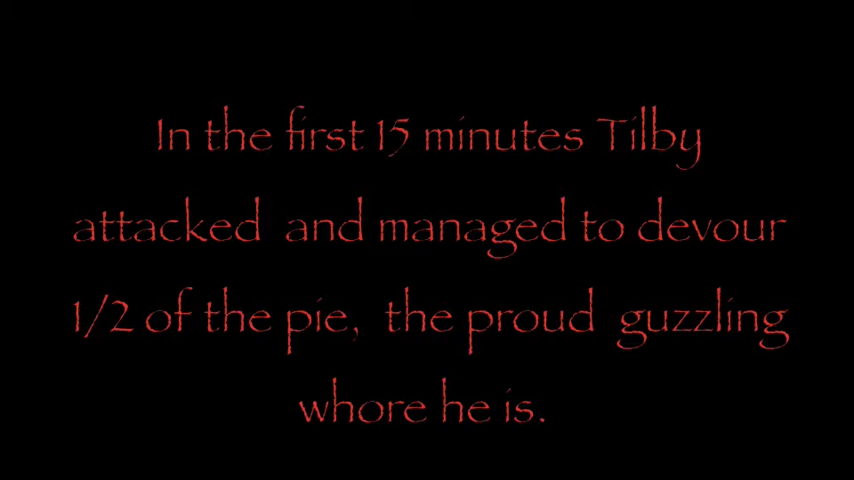 In the first 15 minutes Tilby
attacked and managed to devour
1/2 of the pie, the proud guzzling
whore he is.